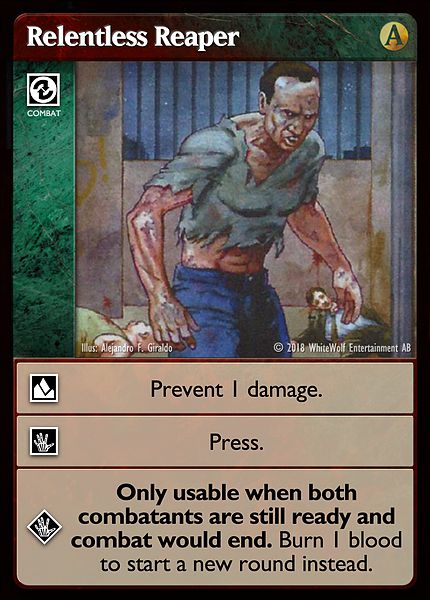 Relentless Reaper
A
COMBAT
Illus: Alejandro F. Giraldo
© 2018 WhiteWolf Entertainment AB
Prevent 1 damage.
Press.
Only usable when both
combatants are still ready and
combat would end. Burn 1 blood
to start a new round instead.